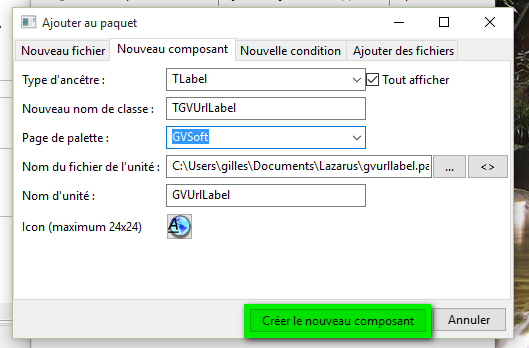 Ajouter au paquet
Nouveau fichier Nouveau composant Nouvelle condition Ajouter des fichiers
Type d'ancêtre : TLabel Tout afficher
Nouveau nom de classe : TGVUrlLabel
Page de palette : GVSoft
Nom du fichier de l'unité : C:\Users\gilles\Documents\Lazarus\gvurllabel.pa ... <>
Nom d'unité : GVUrlLabel
Icon (maximum 24x24)
Créer le nouveau composant Annuler